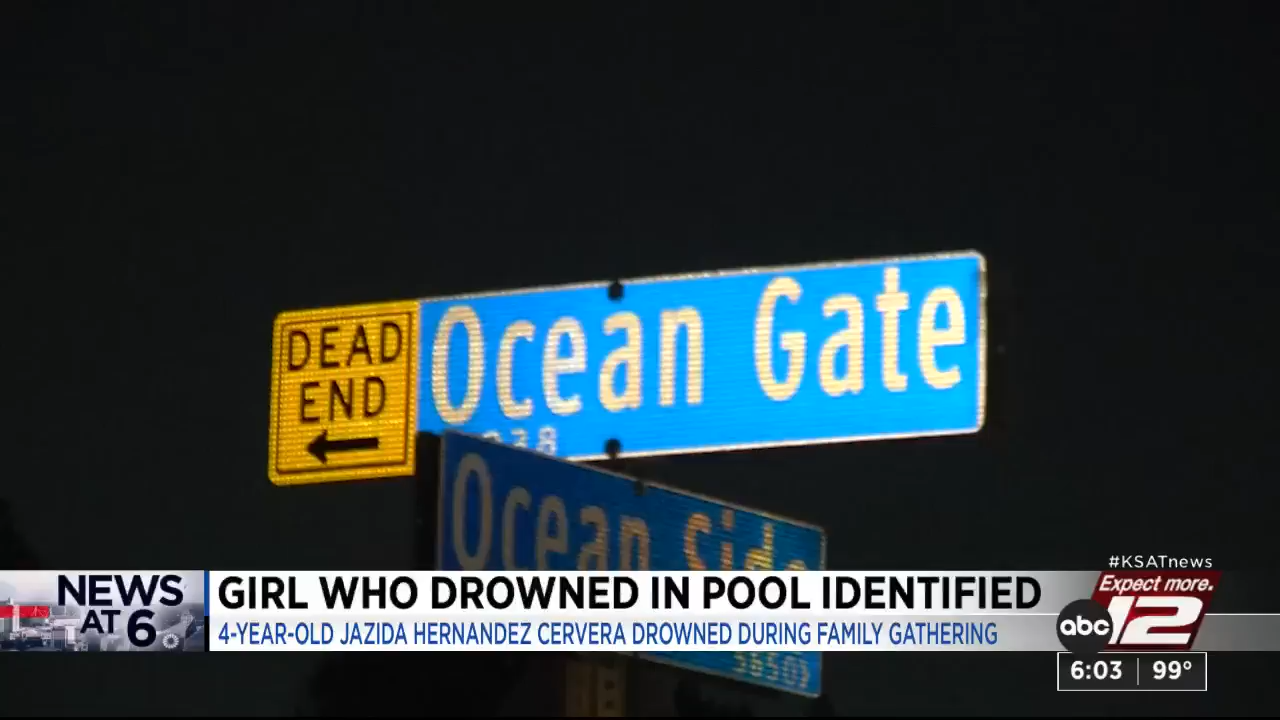 DEAD
END
Ocean Gate
Ocean Side
#KSATnews
NEWS
AT 6
GIRL WHO DROWNED IN POOL IDENTIFIED
4-YEAR-OLD JAZIDA HERNANDEZ CERVERA DROWNED DURING FAMILY GATHERING
Expect more.
abc 12
6:03 99°